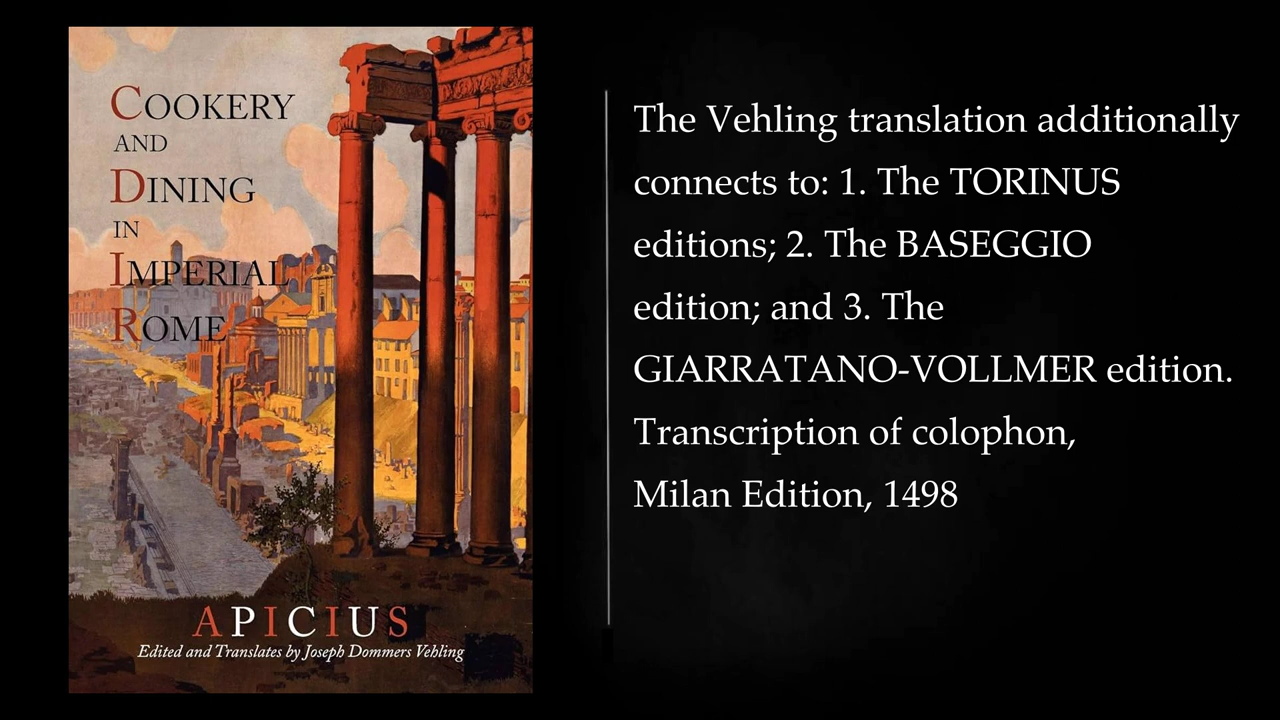 COOKERY
AND
DINING
IN
IMPERIAL
ROME
APICIUS
Edited and Translates by Joseph Dommers Vehling
The Vehling translation additionally
connects to: 1. The TORINUS
editions; 2. The BASEGGIO
edition; and 3. The
GIARRATANO-VOLLMER edition.
Transcription of colophon,
Milan Edition, 1498